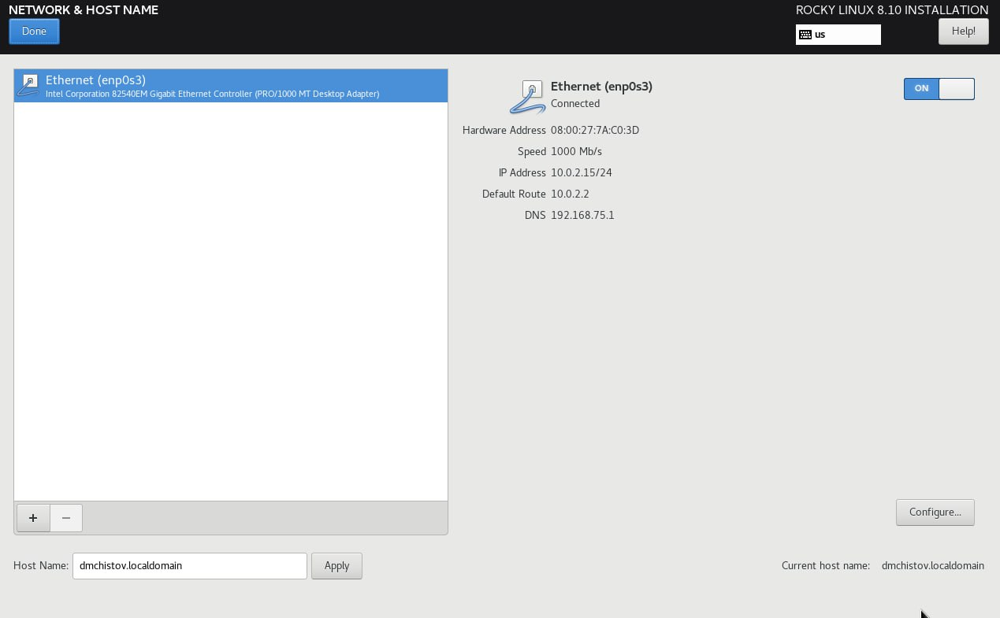 NETWORK & HOST NAME
ROCKY LINUX 8.10 INSTALLATION
Done
us
Help!
Ethernet (enp0s3)
Intel Corporation 82540EM Gigabit Ethernet Controller (PRO/1000 MT Desktop Adapter)
Ethernet (enp0s3)
Connected
ON
Hardware Address 08:00:27:7A:C0:3D
Speed 1000 Mb/s
IP Address 10.0.2.15/24
Default Route 10.0.2.2
DNS 192.168.75.1
+ −
Configure...
Host Name: dmchistov.localdomain Apply
Current host name: dmchistov.localdomain